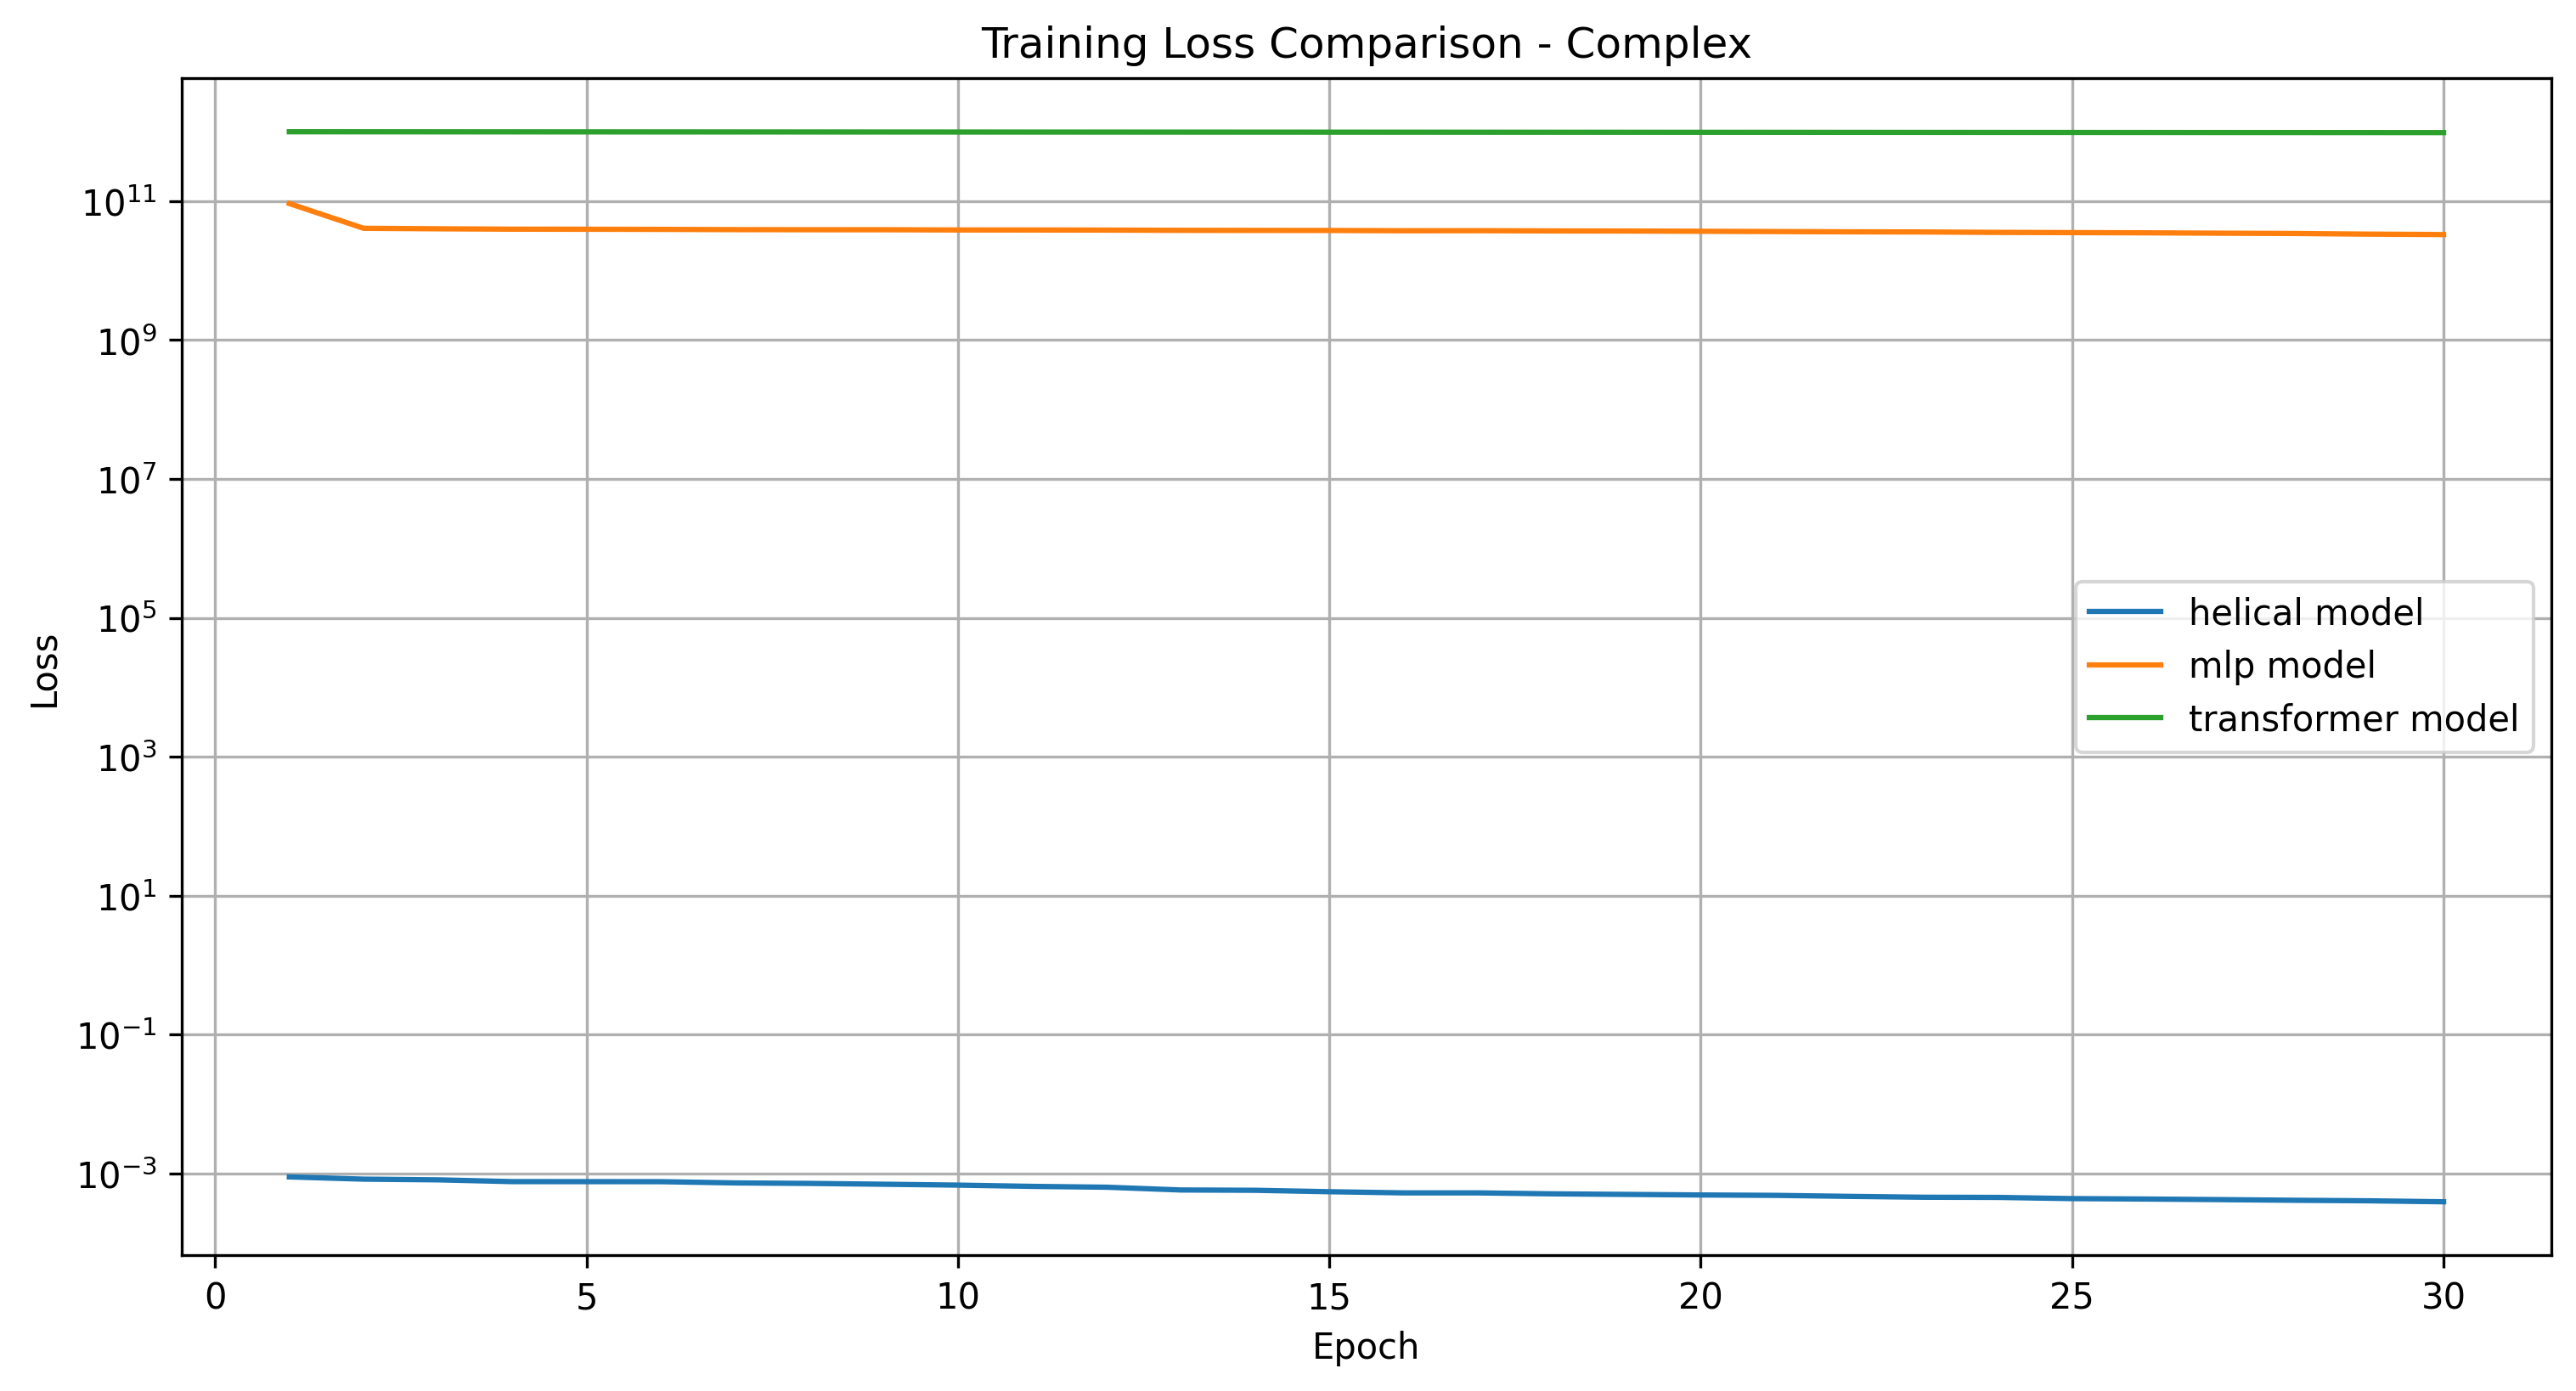 Training Loss Comparison - Complex
Loss
10¹¹
10⁹
10⁷
10⁵
10³
10¹
10⁻¹
10⁻³
helical model
mlp model
transformer model
0 5 10 15 20 25 30
Epoch